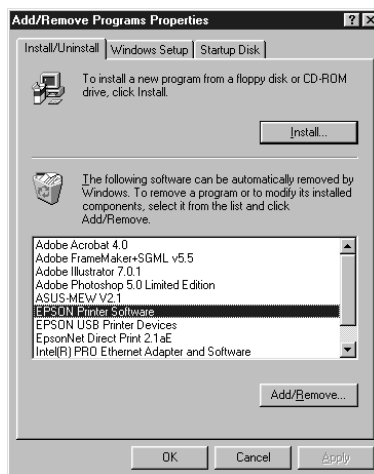 Add/Remove Programs Properties
Install/Uninstall Windows Setup Startup Disk
To install a new program from a floppy disk or CD-ROM
drive, click Install.
Install...
The following software can be automatically removed by
Windows. To remove a program or to modify its installed
components, select it from the list and click
Add/Remove.
Adobe Acrobat 4.0
Adobe FrameMaker+SGML v5.5
Adobe Illustrator 7.0.1
Adobe Photoshop 5.0 Limited Edition
ASUS-MEW V2.1
EPSON Printer Software
EPSON USB Printer Devices
EpsonNet Direct Print 2.1aE
Intel(R) PRO Ethernet Adapter and Software
Add/Remove...
OK Cancel Apply